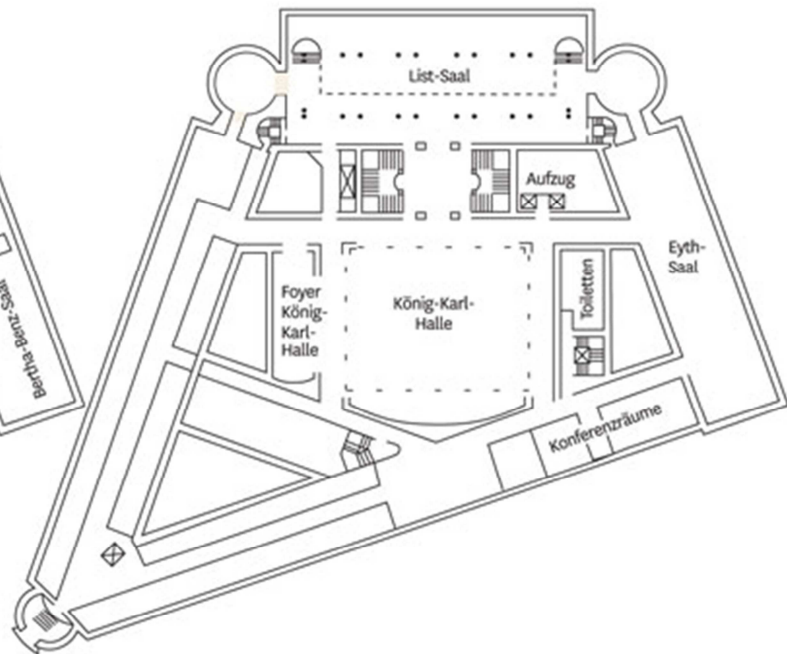 List-Saal
Aufzug
Eyth-
Saal
Toiletten
Foyer
König-
Karl-
Halle
König-Karl-
Halle
Bertha-Benz-Saal
Konferenzräume